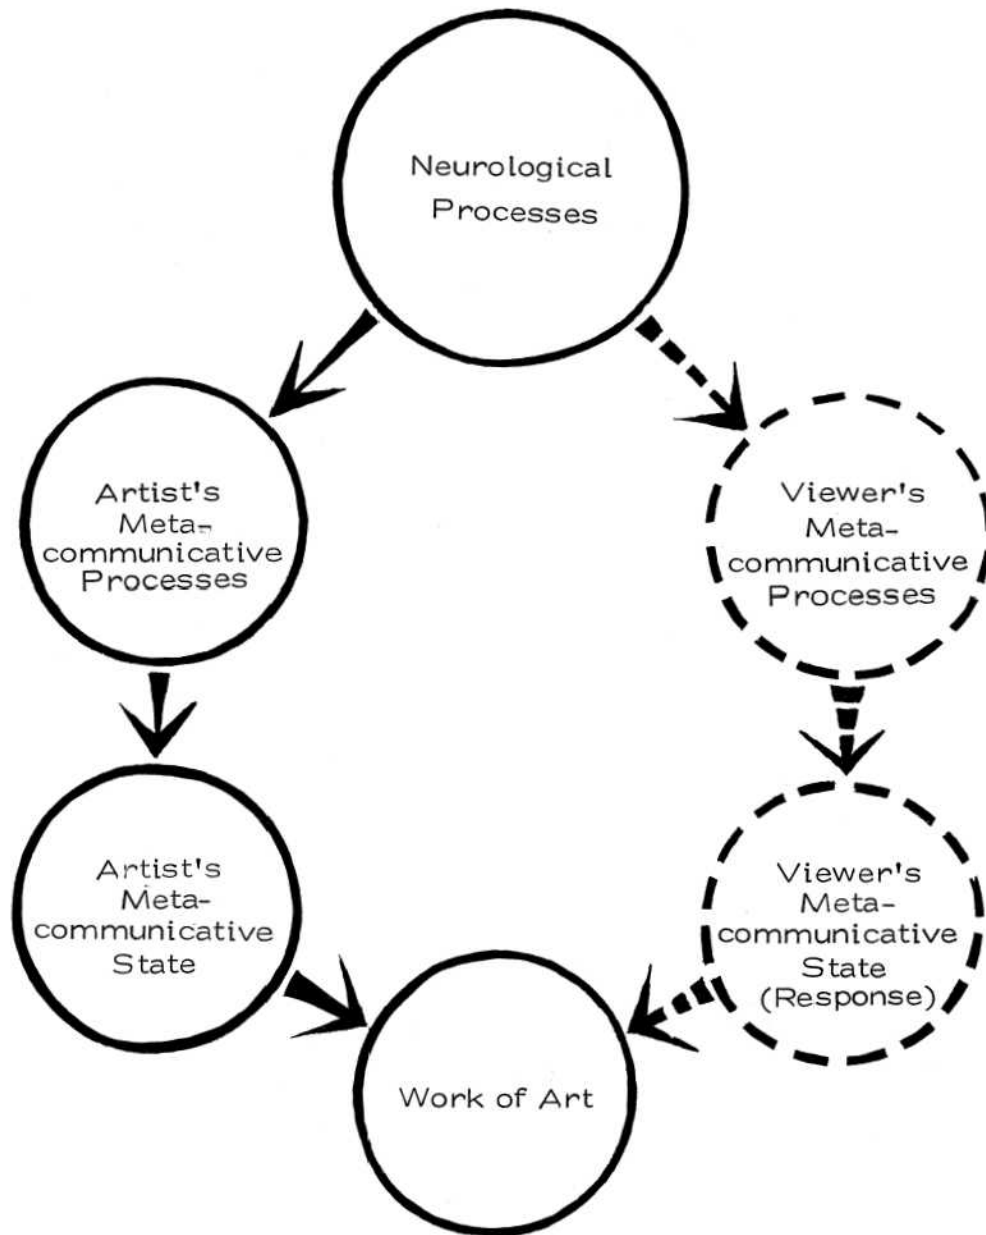 Neurological
Processes
Artist's
Meta-
communicative
Processes
Viewer's
Meta-
communicative
Processes
Artist's
Meta-
communicative
State
Viewer's
Meta-
communicative
State
(Response)
Work of Art